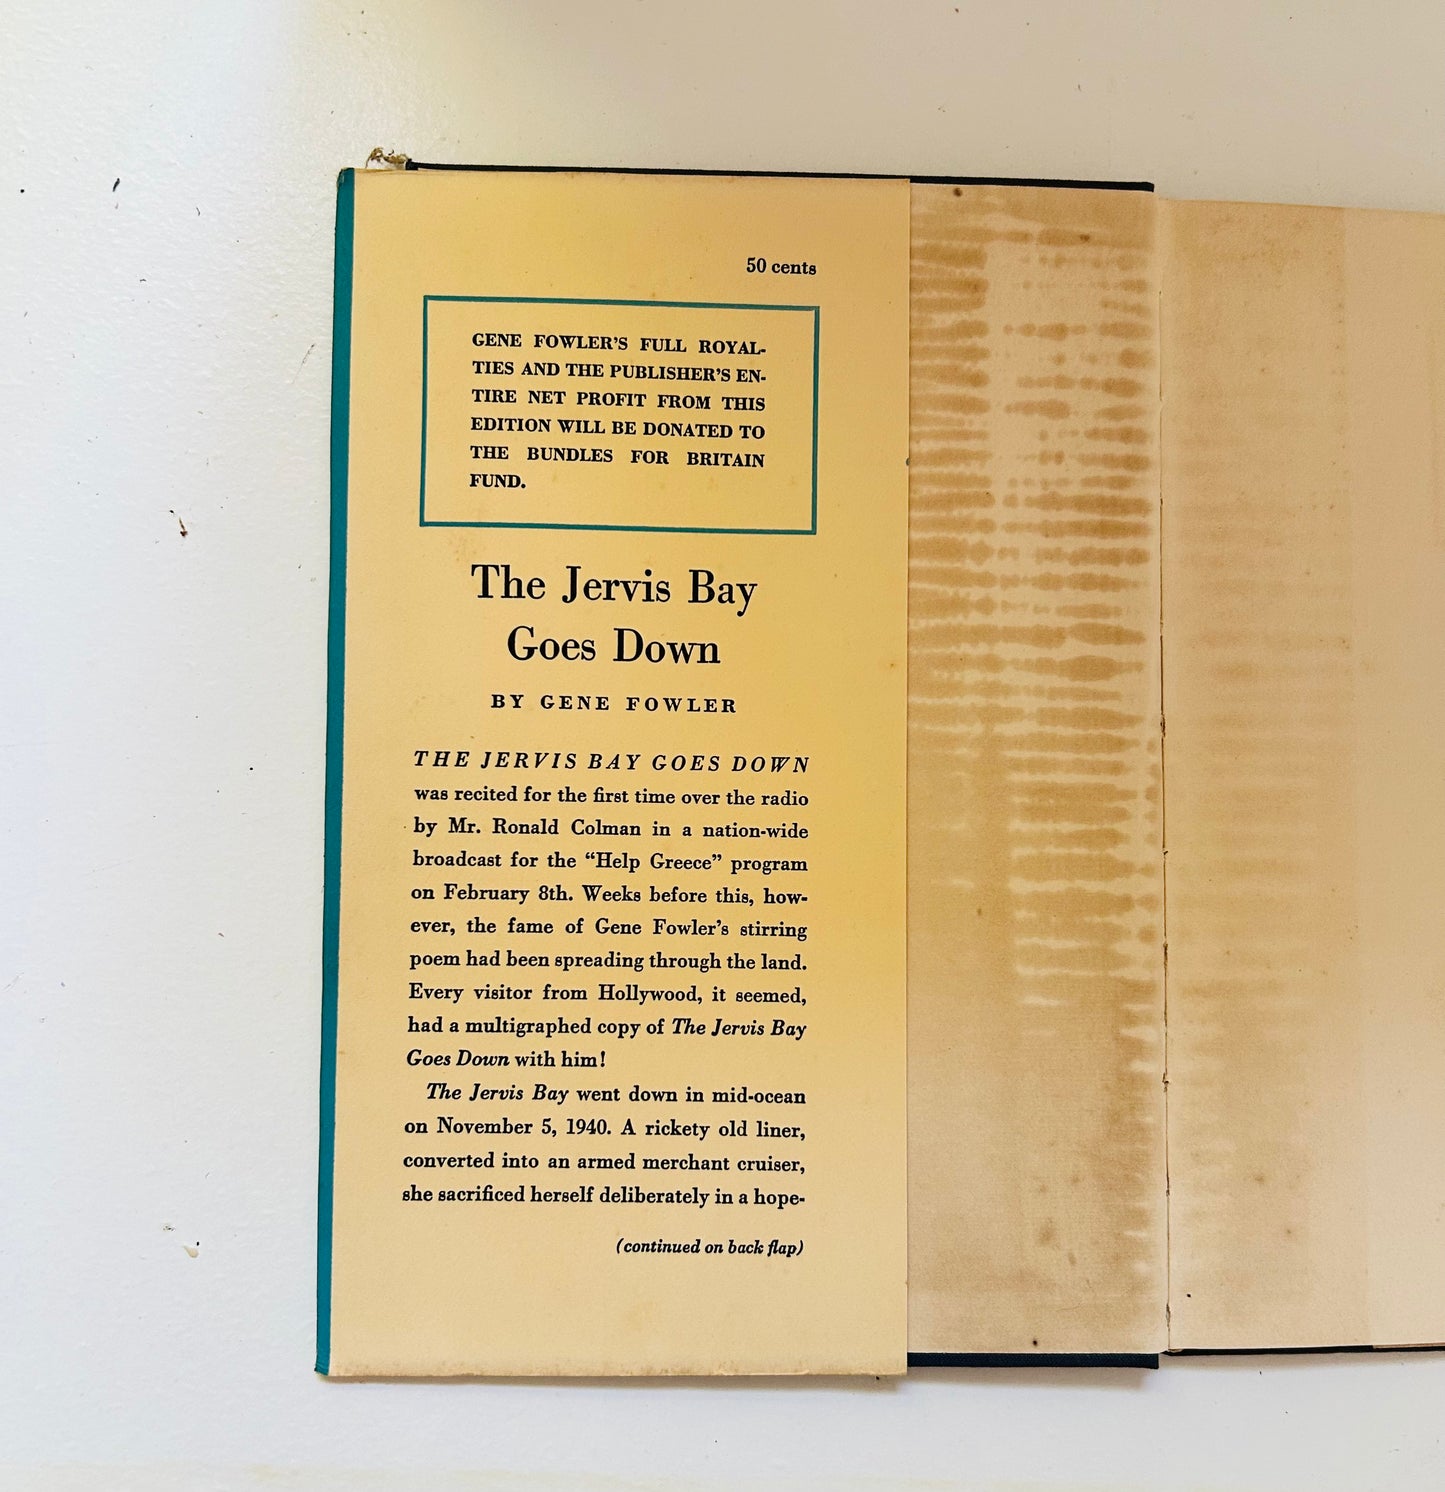 50 cents
GENE FOWLER'S FULL ROYAL-
TIES AND THE PUBLISHER'S EN-
TIRE NET PROFIT FROM THIS
EDITION WILL BE DONATED TO
THE BUNDLES FOR BRITAIN
FUND.
The Jervis Bay
Goes Down
BY GENE FOWLER
THE JERVIS BAY GOES DOWN
was recited for the first time over the radio
by Mr. Ronald Colman in a nation-wide
broadcast for the “Help Greece” program
on February 8th. Weeks before this, how-
ever, the fame of Gene Fowler's stirring
poem had been spreading through the land.
Every visitor from Hollywood, it seemed,
had a multigraphed copy of The Jervis Bay
Goes Down with him!
The Jervis Bay went down in mid-ocean
on November 5, 1940. A rickety old liner,
converted into an armed merchant cruiser,
she sacrificed herself deliberately in a hope-
(continued on back flap)